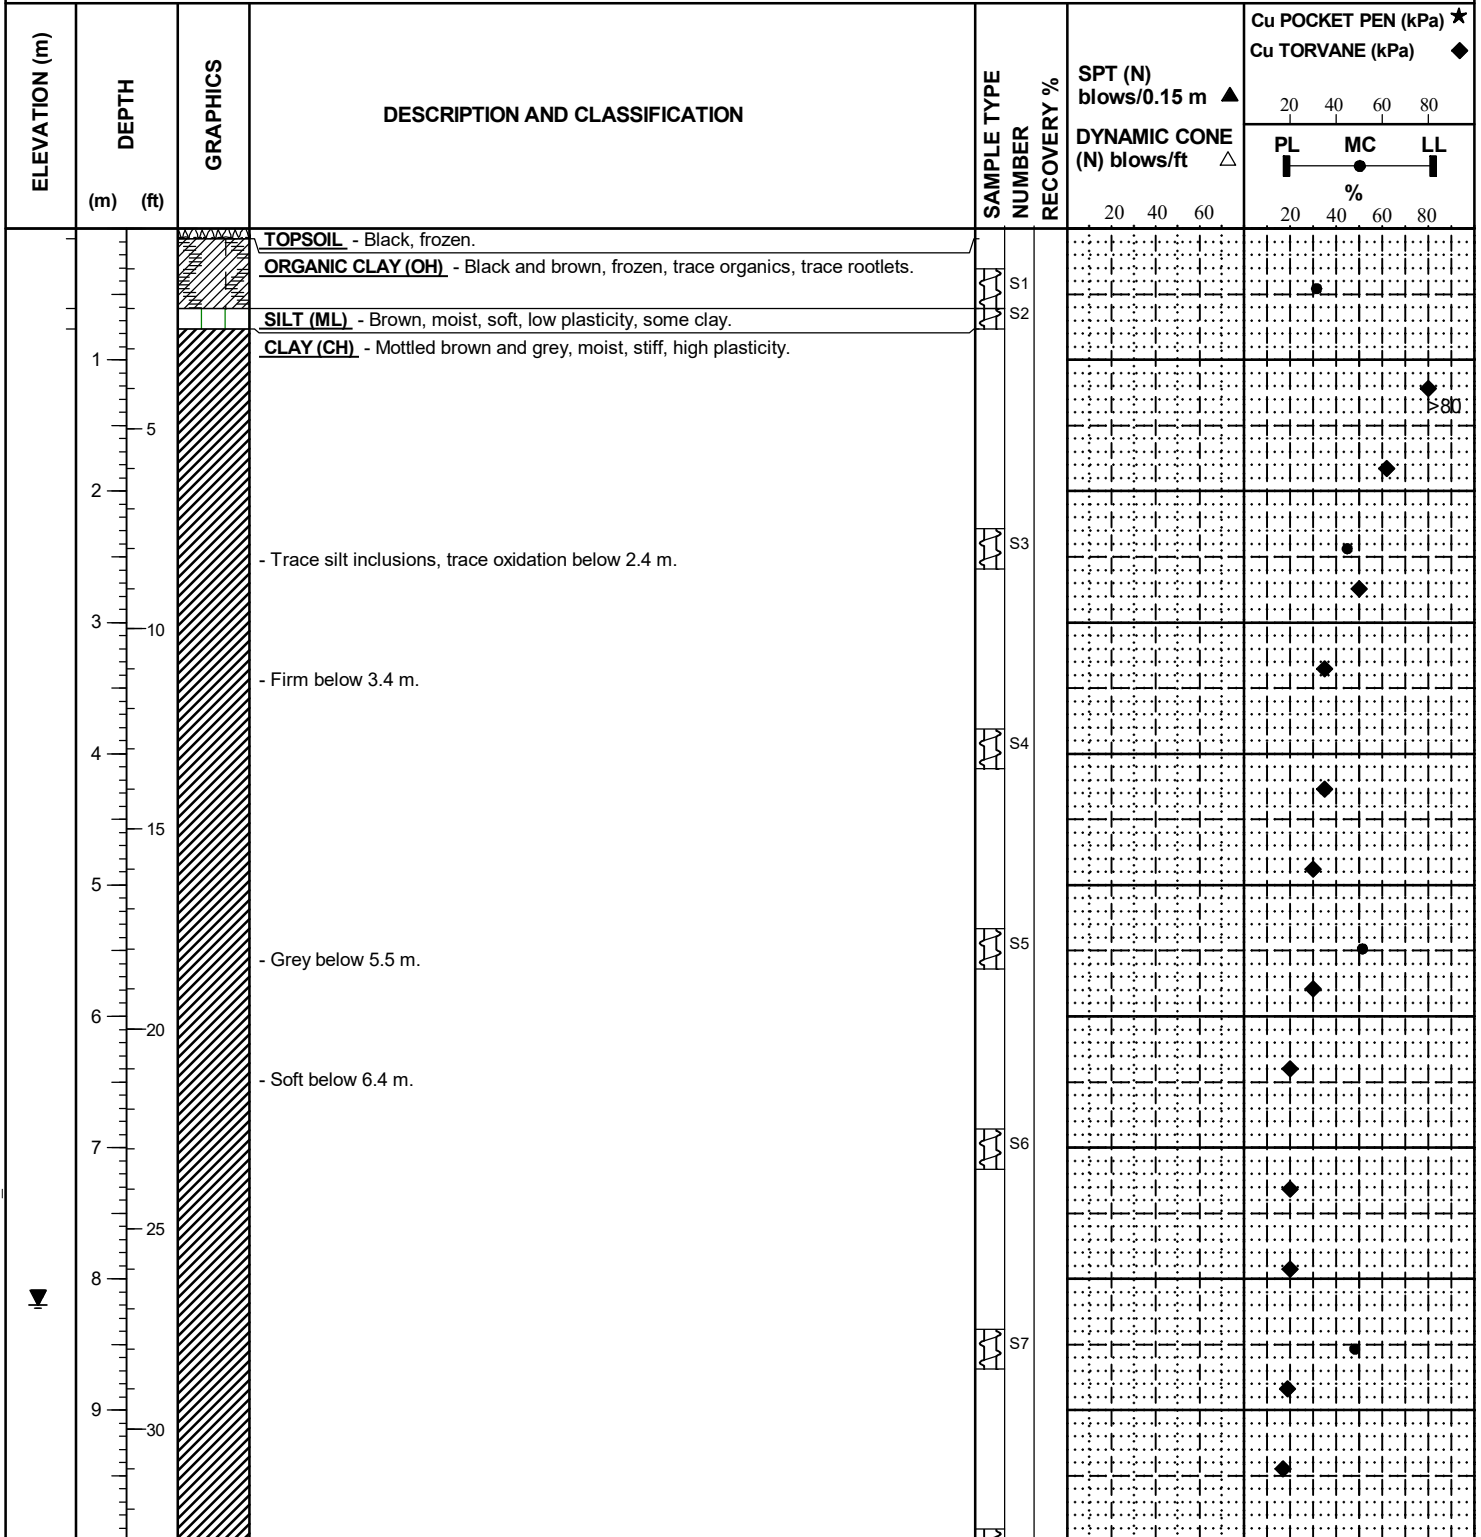 ELEVATION (m)
DEPTH
(m) (ft)
GRAPHICS
DESCRIPTION AND CLASSIFICATION
SAMPLE TYPE
NUMBER
RECOVERY %
SPT (N)
blows/0.15 m
DYNAMIC CONE
(N) blows/ft
20 40 60
Cu POCKET PEN (kPa)
Cu TORVANE (kPa)
20 40 60 80
PL MC LL
%
20 40 60 80
TOPSOIL - Black, frozen.
ORGANIC CLAY (OH) - Black and brown, frozen, trace organics, trace rootlets.
S1
S2
SILT (ML) - Brown, moist, soft, low plasticity, some clay.
CLAY (CH) - Mottled brown and grey, moist, stiff, high plasticity.
1
>80
5
2
S3
- Trace silt inclusions, trace oxidation below 2.4 m.
3
10
- Firm below 3.4 m.
S4
4
15
5
S5
- Grey below 5.5 m.
6
20
- Soft below 6.4 m.
S6
7
25
8
S7
9
30